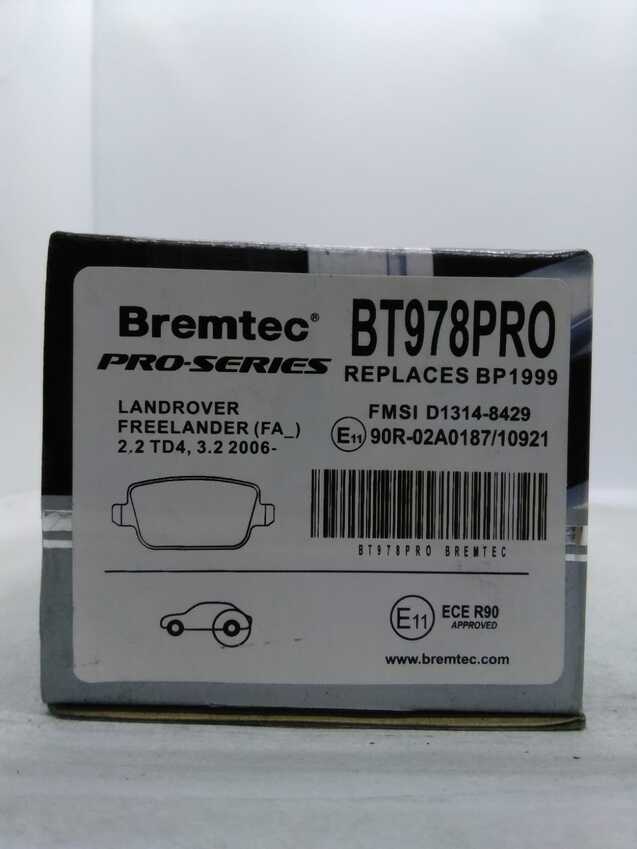 Bremtec®
PRO-SERIES
BT978PRO
REPLACES BP1999
LANDROVER
FREELANDER (FA_)
2.2 TD4, 3.2 2006-
FMSI D1314-8429
E11 90R-02A0187/10921
BT978PRO BREMTEC
E11 ECE R90
APPROVED
www.bremtec.com